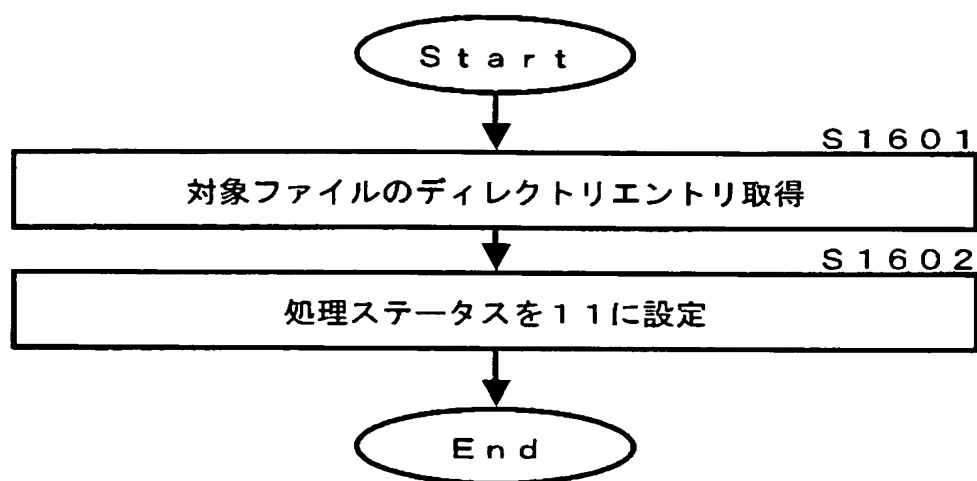 Ｓｔａｒｔ
Ｓ１６０１
対象ファイルのディレクトリエントリ取得
Ｓ１６０２
処理ステータスを１１に設定
Ｅｎｄ